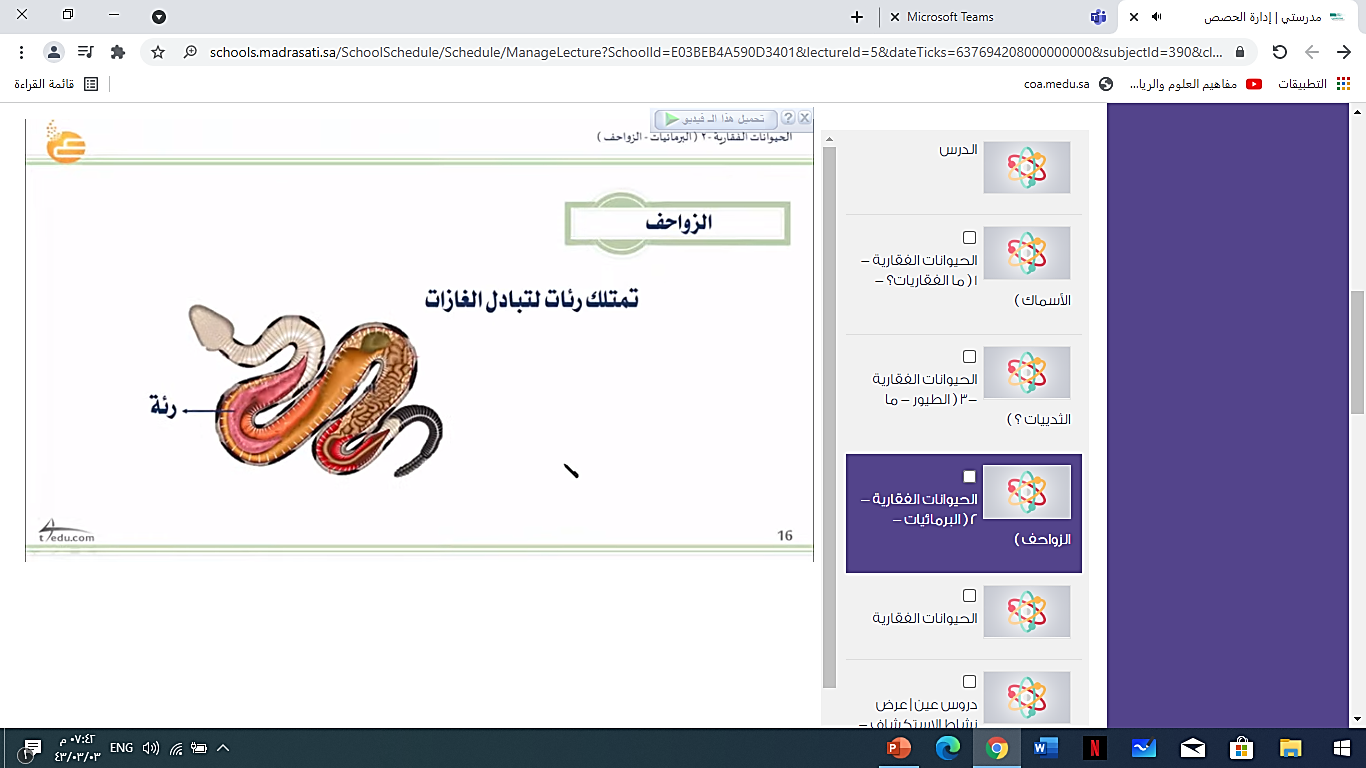 مدرستي | إدارة الحصص
Microsoft Teams
schools.madrasati.sa/SchoolSchedule/Schedule/ManageLecture?SchoolId=E03BEB4A590D3401&lectureId=5&dateTicks=637694208000000000&subjectId=390&cl...
التطبيقات
مفاهيم العلوم والريا...
coa.medu.sa
قائمة القراءة
تحميل هذا الـ فيديو
الحيوانات الفقارية -٢ ( البرمائيات - الزواحف )
الزواحف
تمتلك رئات لتبادل الغازات
رئة
t4edu.com
16
الدرس
الحيوانات الفقارية –
١ ( ما الفقاريات؟ –
الأسماك )
الحيوانات الفقارية
–٣ ( الطيور – ما
الثدييات ؟ )
الحيوانات الفقارية –
٢ ( البرمائيات –
الزواحف )
الحيوانات الفقارية
دروس عين | عرض
نشاط الاستكشاف –
ENG
٠٧:٤٢ م
٤٣/٠٣/٠٣